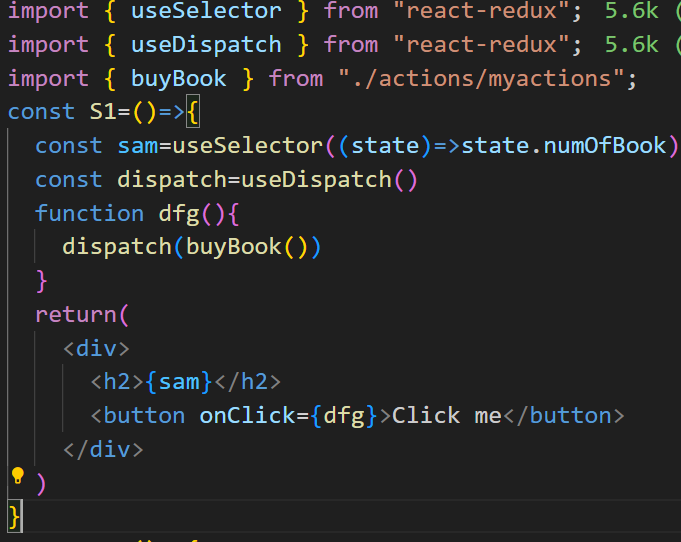 import { useSelector } from "react-redux"; 5.6k (
import { useDispatch } from "react-redux"; 5.6k (
import { buyBook } from "./actions/myactions";
const S1=()=>{
const sam=useSelector((state)=>state.numOfBook)
const dispatch=useDispatch()
function dfg(){
dispatch(buyBook())
}
return(
<div>
<h2>{sam}</h2>
<button onClick={dfg}>Click me</button>
</div>
)
}